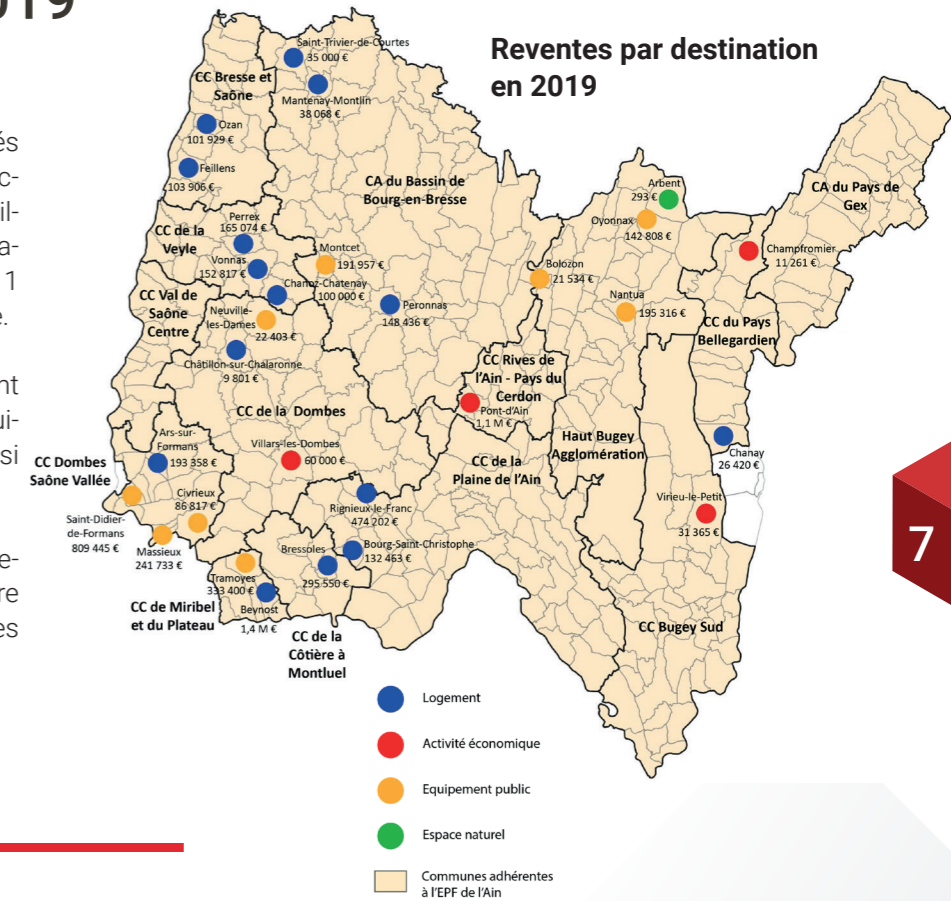 2019
és
c-
il-
a-
1
e.
nt
ui-
si
e-
re
es
Reventes par destination
en 2019
Saint-Trivier-de-Courtes
35 000 €
CC Bresse et
Saône
Mantenay-Montlin
38 068 €
Ozan
101 929 €
Feillens
103 906 €
CA du Bassin de
Bourg-en-Bresse
Arbent
293 €
CA du Pays de
Gex
Oyonnax
142 808 €
Perrex
165 074 €
CC de la
Veyle
Montcet
191 957 €
Champfromier
11 261 €
Vonnas
152 817 €
Bolozon
21 534 €
Chanoz-Chatenay
100 000 €
Nantua
195 316 €
CC Val de
Saône
Centre
Neuville-
les-Dames
22 403 €
Peronnas
148 436 €
CC du Pays
Bellegardien
Châtillon-sur-Chalaronne
9 801 €
CC Rives de
l'Ain - Pays du
Cerdon
Pont-d'Ain
1,1 M €
CC de la Dombes
Ars-sur-
Formans
193 358 €
Villars-les-Dombes
60 000 €
Haut Bugey
Agglomération
CC Dombes
Saône Vallée
CC de la
Plaine de l'Ain
Chanay
26 420 €
Civrieux
86 817 €
Rignieux-le-Franc
474 202 €
Virieu-le-Petit
31 365 €
Saint-Didier-
de-Formans
809 445 €
Massieux
241 733 €
Bressoles
295 550 €
Bourg-Saint-Christophe
132 463 €
Tramoyes
333 400 €
Beynost
1,4 M €
CC de Miribel
et du Plateau
CC de la
Côtière à
Montluel
CC Bugey Sud
7
Logement
Activité économique
Equipement public
Espace naturel
Communes adhérentes
à l'EPF de l'Ain